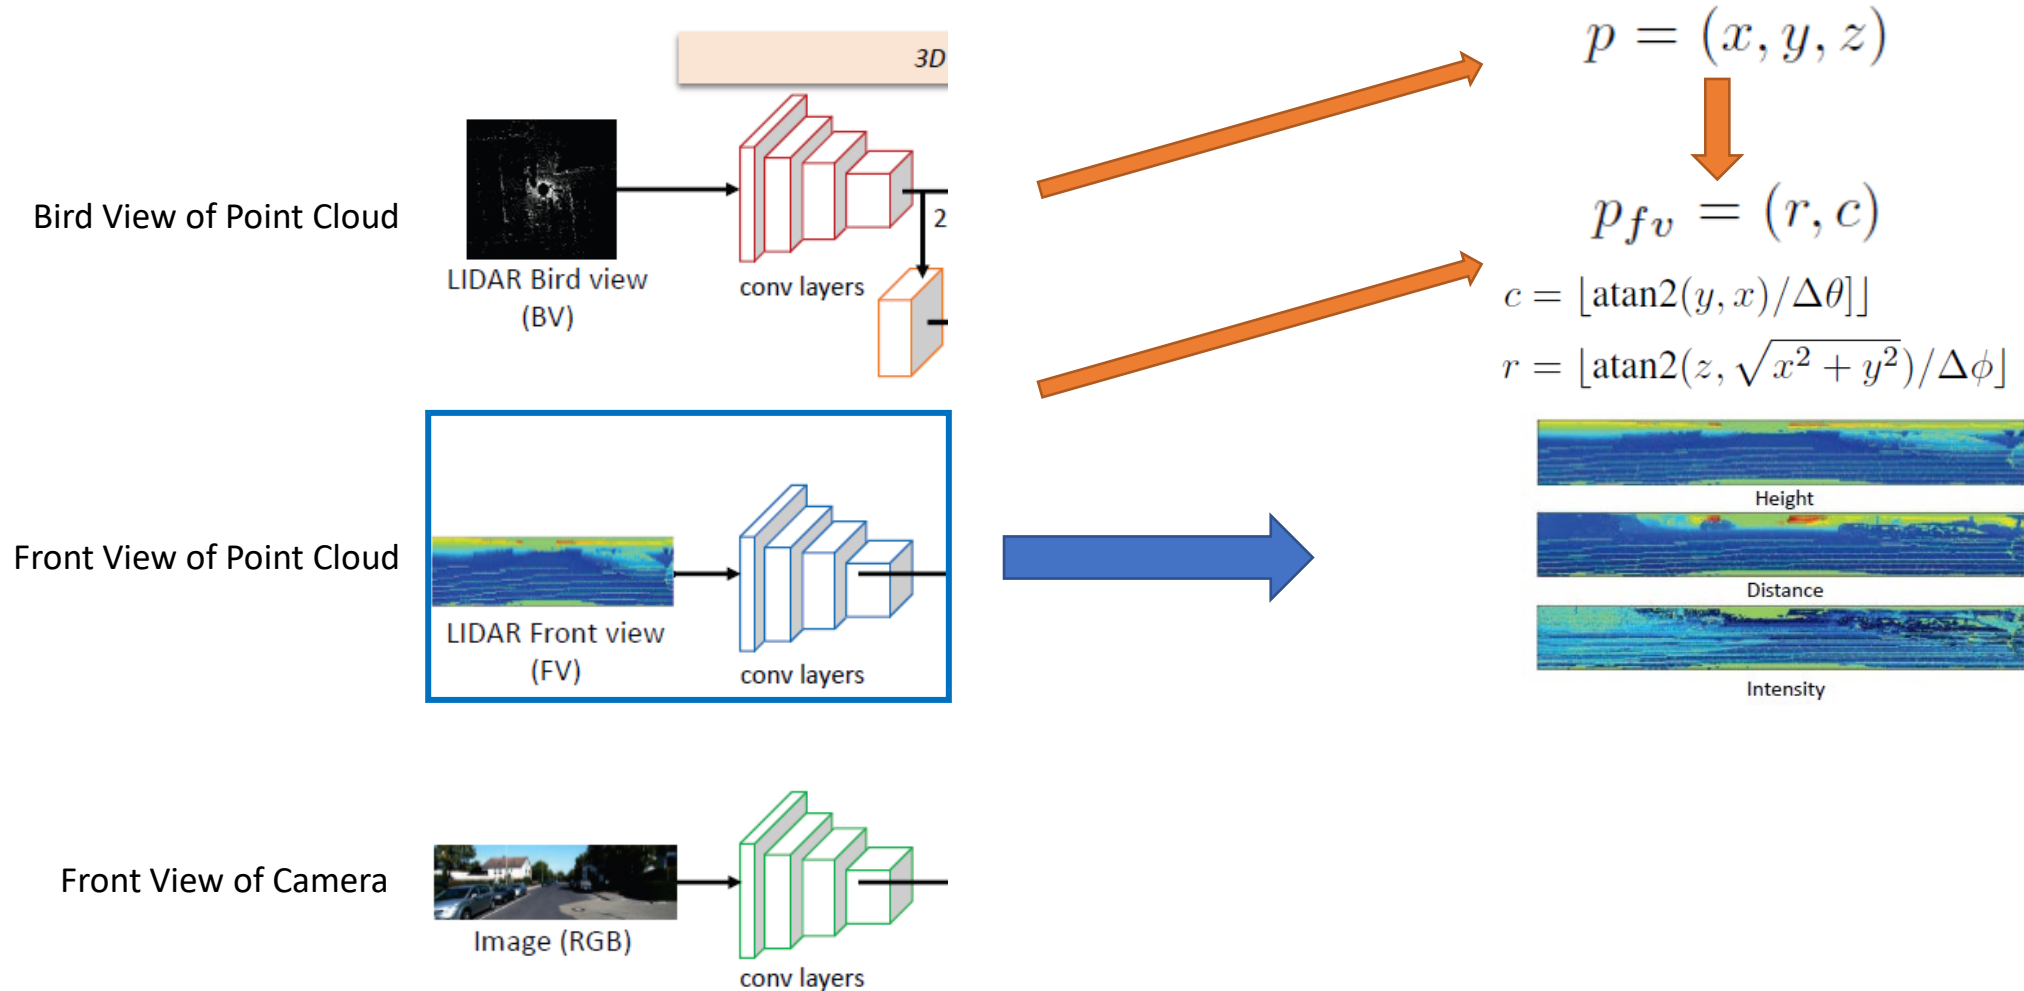 3D
p = (x, y, z)
Bird View of Point Cloud
2
LIDAR Bird view
(BV)
conv layers
p_{fv} = (r, c)
c = ⌊atan2(y, x)/Δθ]⌋
r = ⌊atan2(z, √(x² + y²))/Δϕ⌋
Height
Distance
Intensity
Front View of Point Cloud
LIDAR Front view
(FV)
conv layers
Front View of Camera
Image (RGB)
conv layers